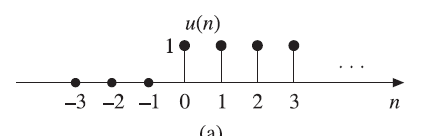 u(n)
1
. . .
–3 –2 –1 0 1 2 3 n
(a)